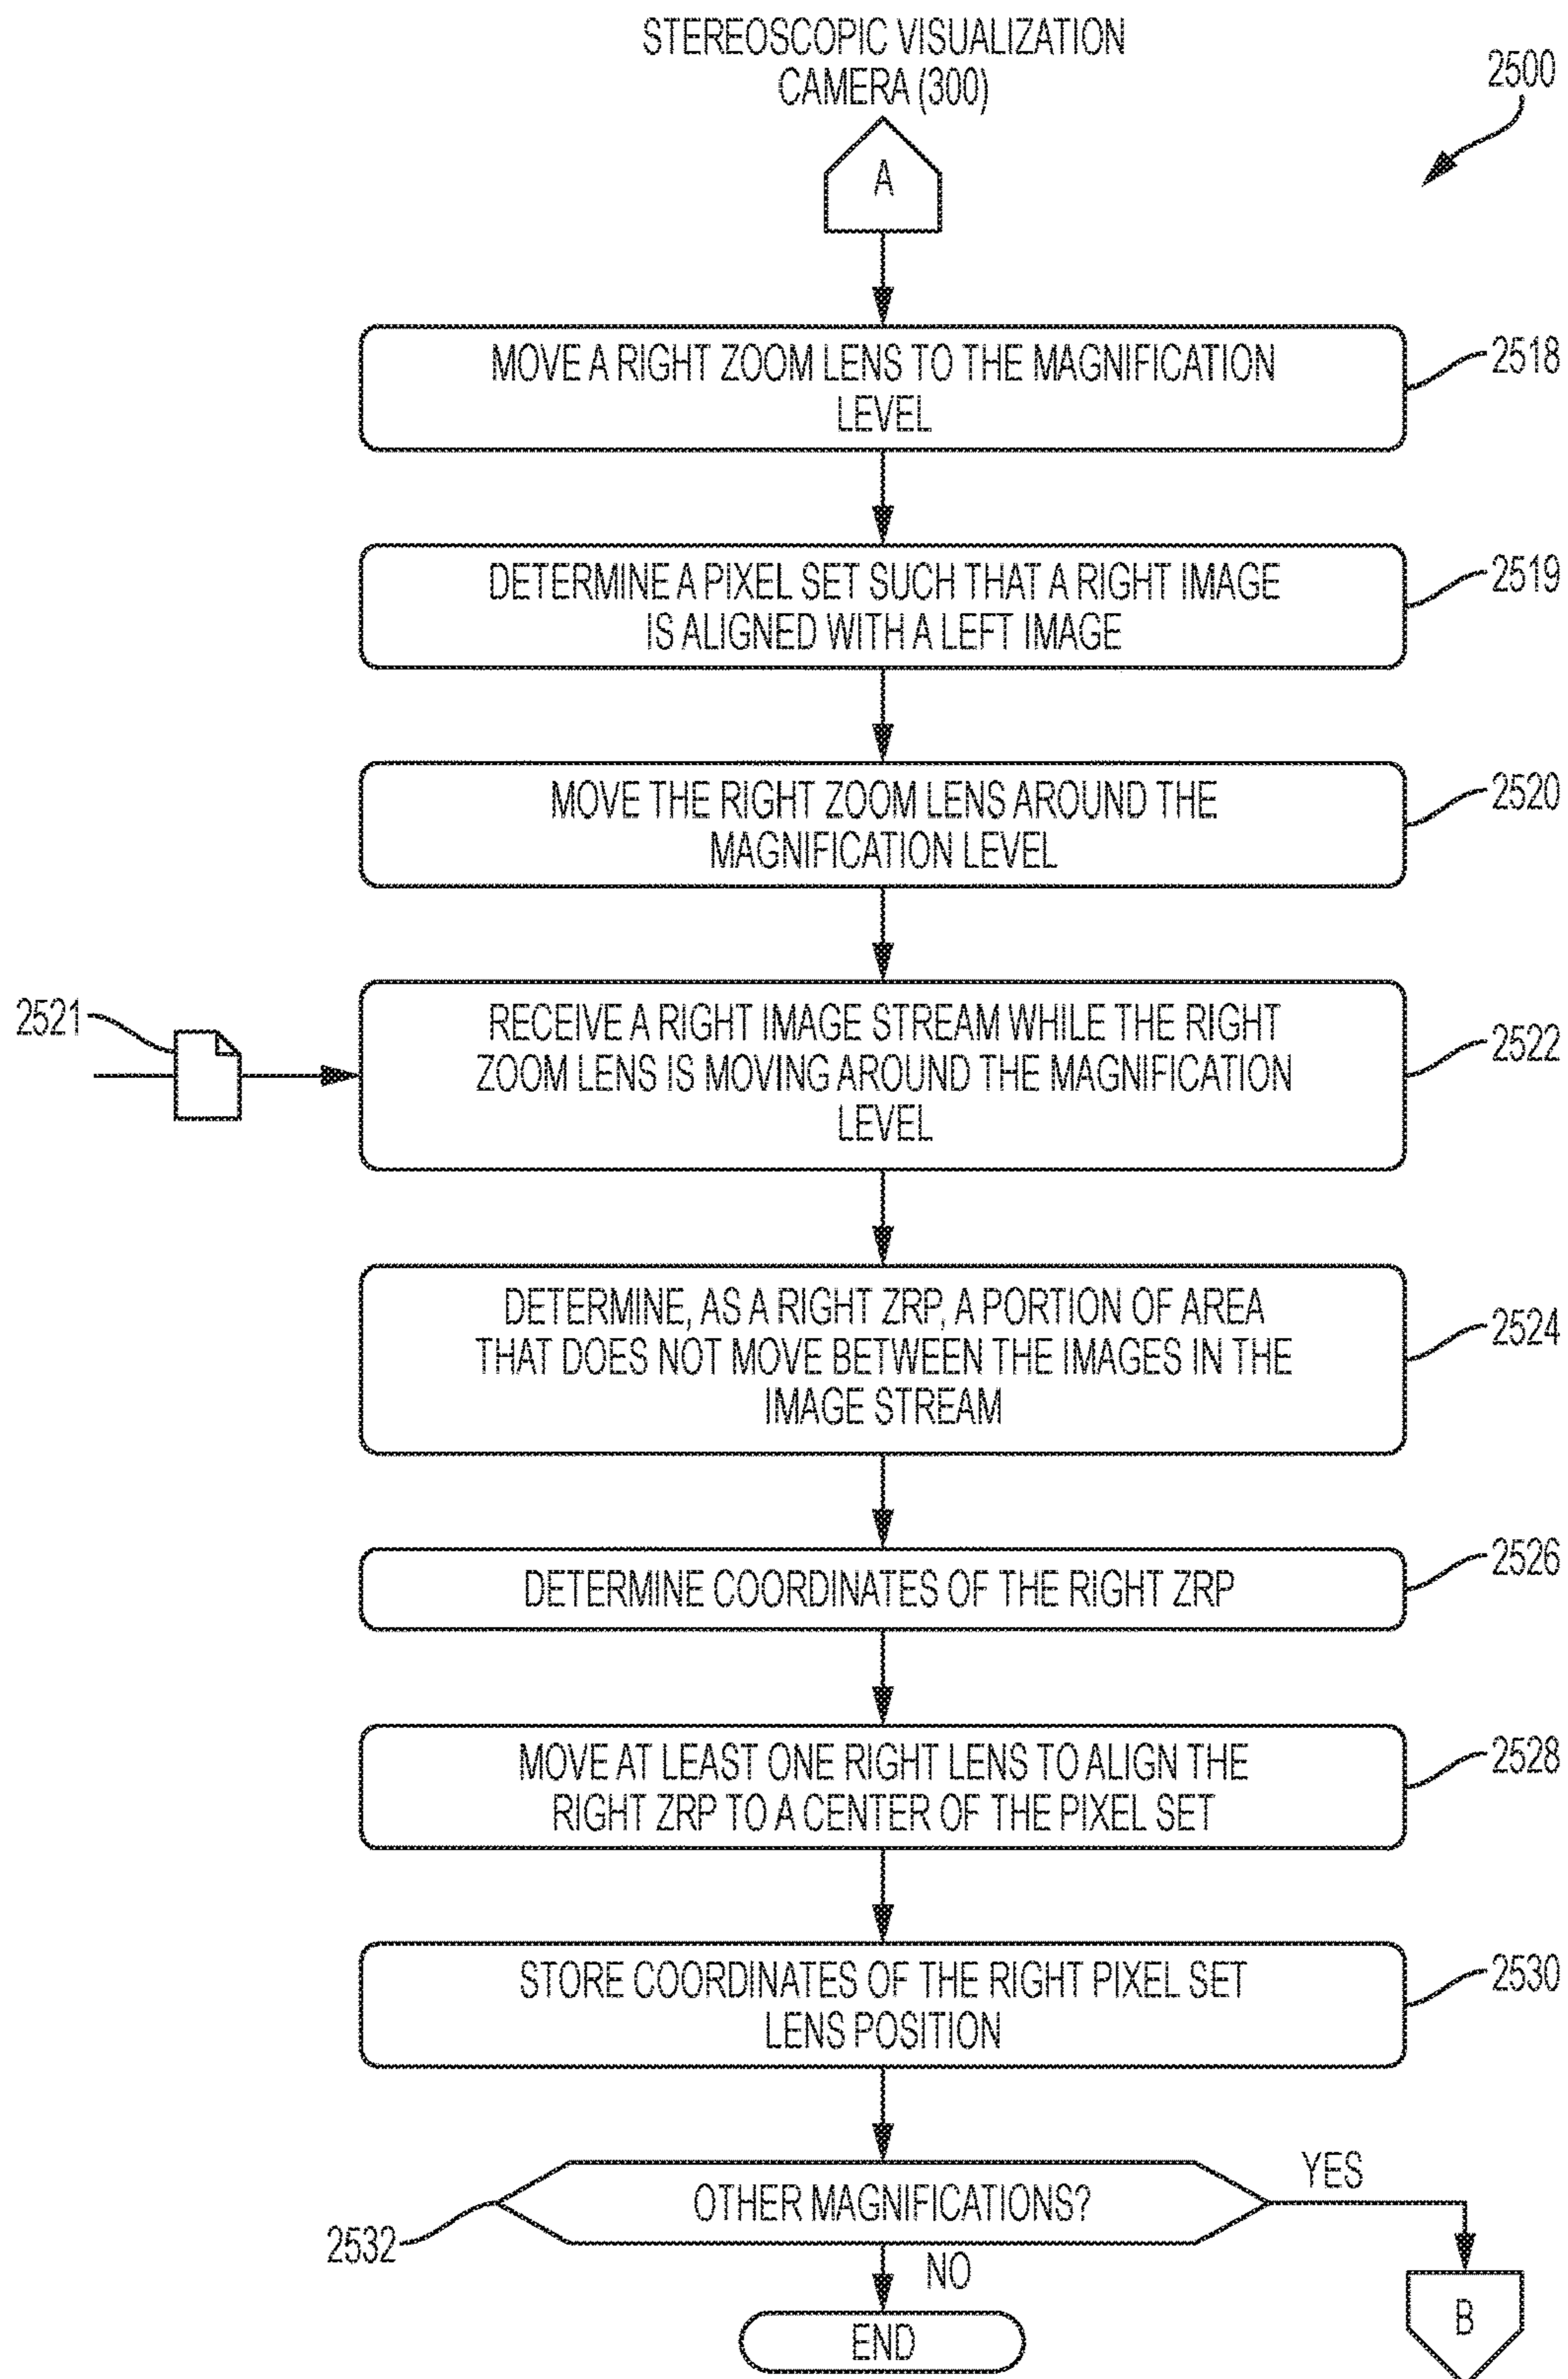 STEREOSCOPIC VISUALIZATION
CAMERA (300)
2500
A
MOVE A RIGHT ZOOM LENS TO THE MAGNIFICATION
LEVEL
2518
DETERMINE A PIXEL SET SUCH THAT A RIGHT IMAGE
IS ALIGNED WITH A LEFT IMAGE
2519
MOVE THE RIGHT ZOOM LENS AROUND THE
MAGNIFICATION LEVEL
2520
2521
RECEIVE A RIGHT IMAGE STREAM WHILE THE RIGHT
ZOOM LENS IS MOVING AROUND THE MAGNIFICATION
LEVEL
2522
DETERMINE, AS A RIGHT ZRP, A PORTION OF AREA
THAT DOES NOT MOVE BETWEEN THE IMAGES IN THE
IMAGE STREAM
2524
DETERMINE COORDINATES OF THE RIGHT ZRP
2526
MOVE AT LEAST ONE RIGHT LENS TO ALIGN THE
RIGHT ZRP TO A CENTER OF THE PIXEL SET
2528
STORE COORDINATES OF THE RIGHT PIXEL SET
LENS POSITION
2530
OTHER MAGNIFICATIONS?
YES
2532
NO
END
B